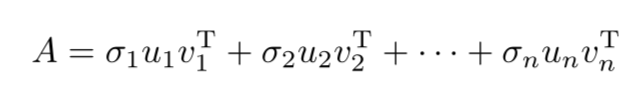 A = σ₁u₁v₁ᵀ + σ₂u₂v₂ᵀ + ··· + σₙuₙvₙᵀ